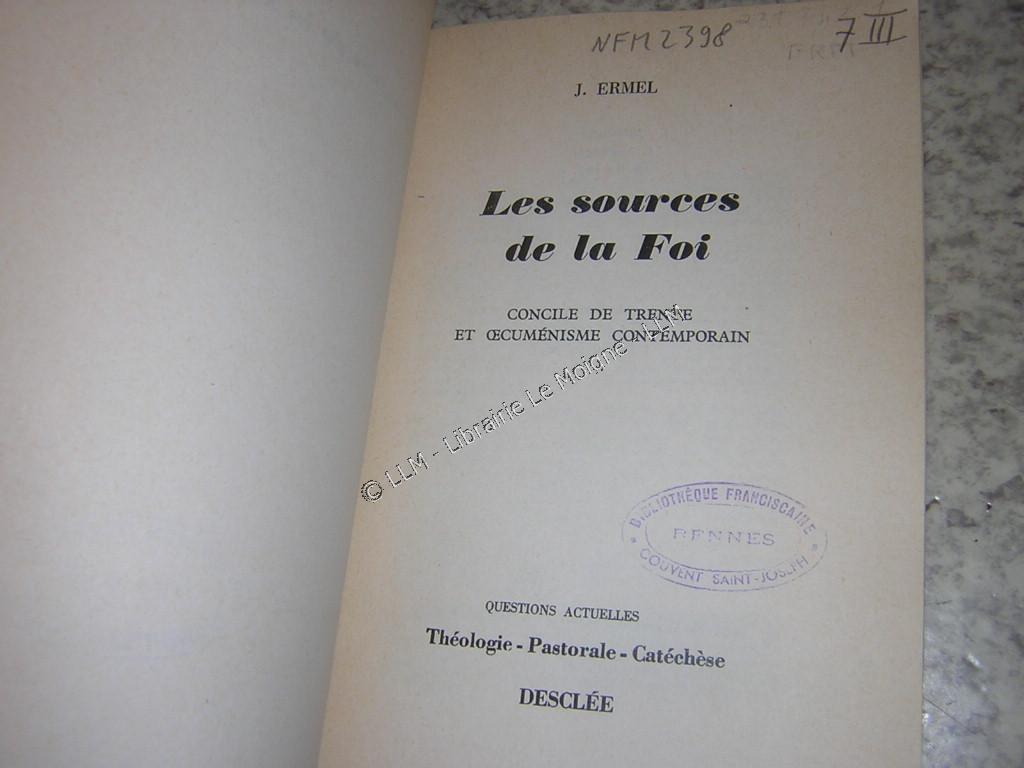 NFM2398
7 III
J. ERMEL
Les sources
de la Foi
CONCILE DE TRENTE
ET ŒCUMÉNISME CONTEMPORAIN
© LLM - Librairie Le Moigne - LLM
BIBLIOTHÈQUE FRANCISCAINE
RENNES
COUVENT SAINT-JOSEPH
QUESTIONS ACTUELLES
Théologie - Pastorale - Catéchèse
DESCLÉE